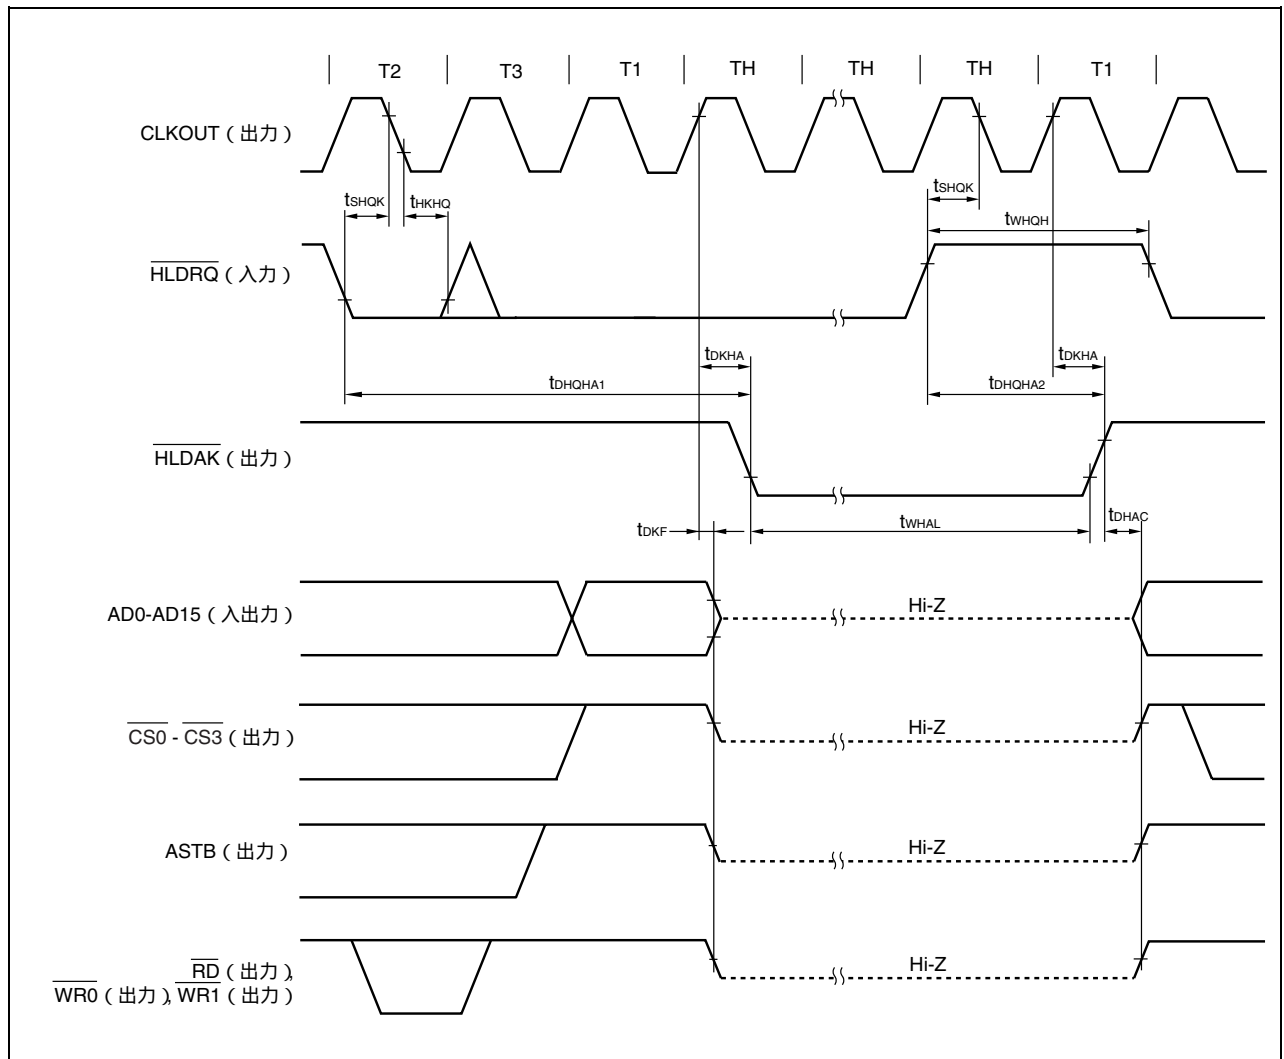 T2 T3 T1 TH TH TH T1
CLKOUT（出力）
tSHQK tHKHQ tSHQK
tWHQH
HLDRQ（入力）
tDKHA tDKHA
tDHQHA1 tDHQHA2
HLDAK（出力）
tDKF tWHAL tDHAC
AD0-AD15（入出力） Hi-Z
CS0 - CS3（出力） Hi-Z
ASTB（出力） Hi-Z
RD（出力）, Hi-Z
WR0（出力）, WR1（出力）